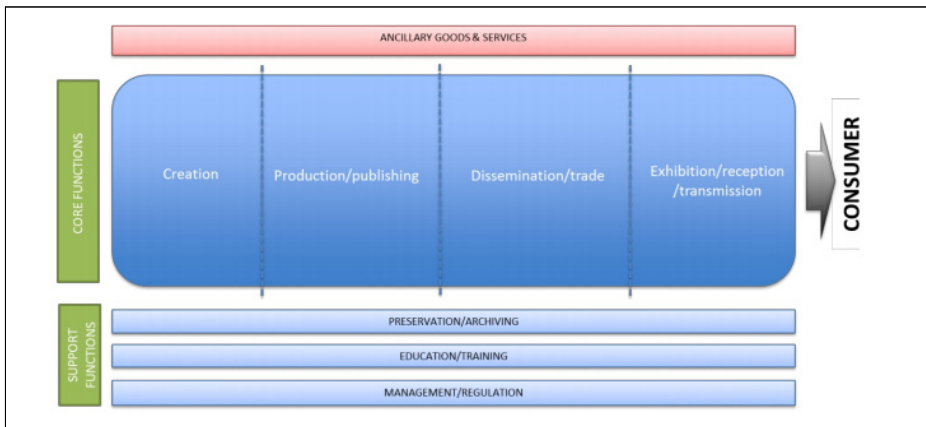 ANCILLARY GOODS & SERVICES
CORE FUNCTIONS
Creation
Production/publishing
Dissemination/trade
Exhibition/reception
/transmission
CONSUMER
SUPPORT
FUNCTIONS
PRESERVATION/ARCHIVING
EDUCATION/TRAINING
MANAGEMENT/REGULATION